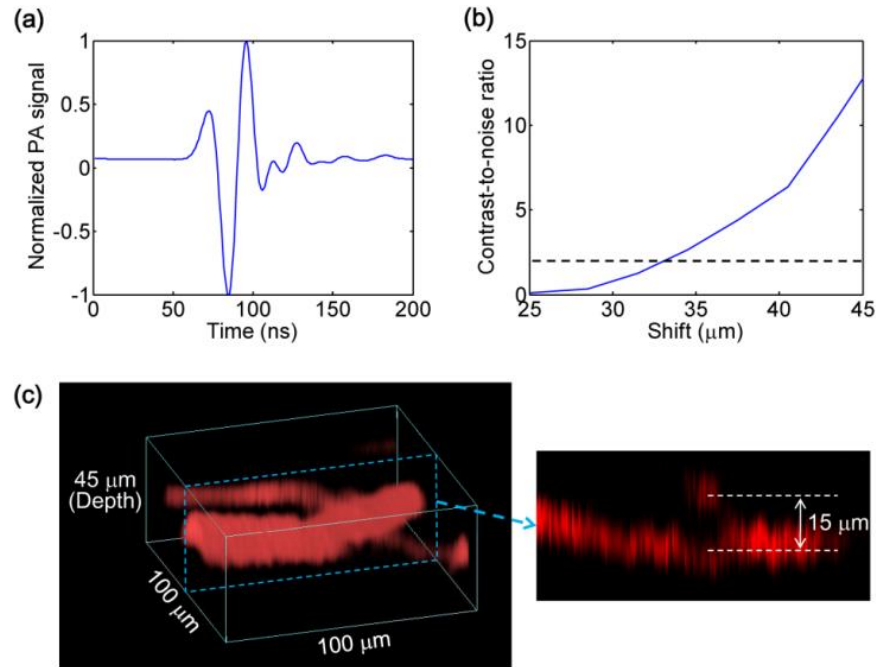 (a)
Normalized PA signal
1
0.5
0
-0.5
-1
0
50
100
150
200
Time (ns)
(b)
Contrast-to-noise ratio
15
10
5
0
25
30
35
40
45
Shift (μm)
(c)
45 μm
(Depth)
100 μm
100 μm
15 μm